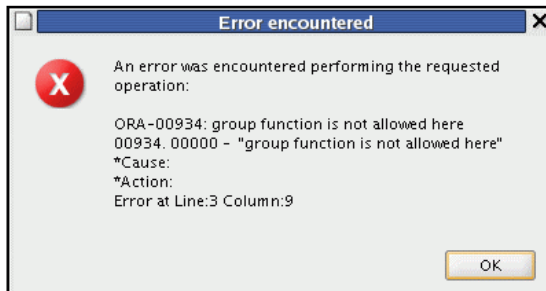 Error encountered
An error was encountered performing the requested
operation:
ORA-00934: group function is not allowed here
00934. 00000 - "group function is not allowed here"
*Cause:
*Action:
Error at Line:3 Column:9
OK